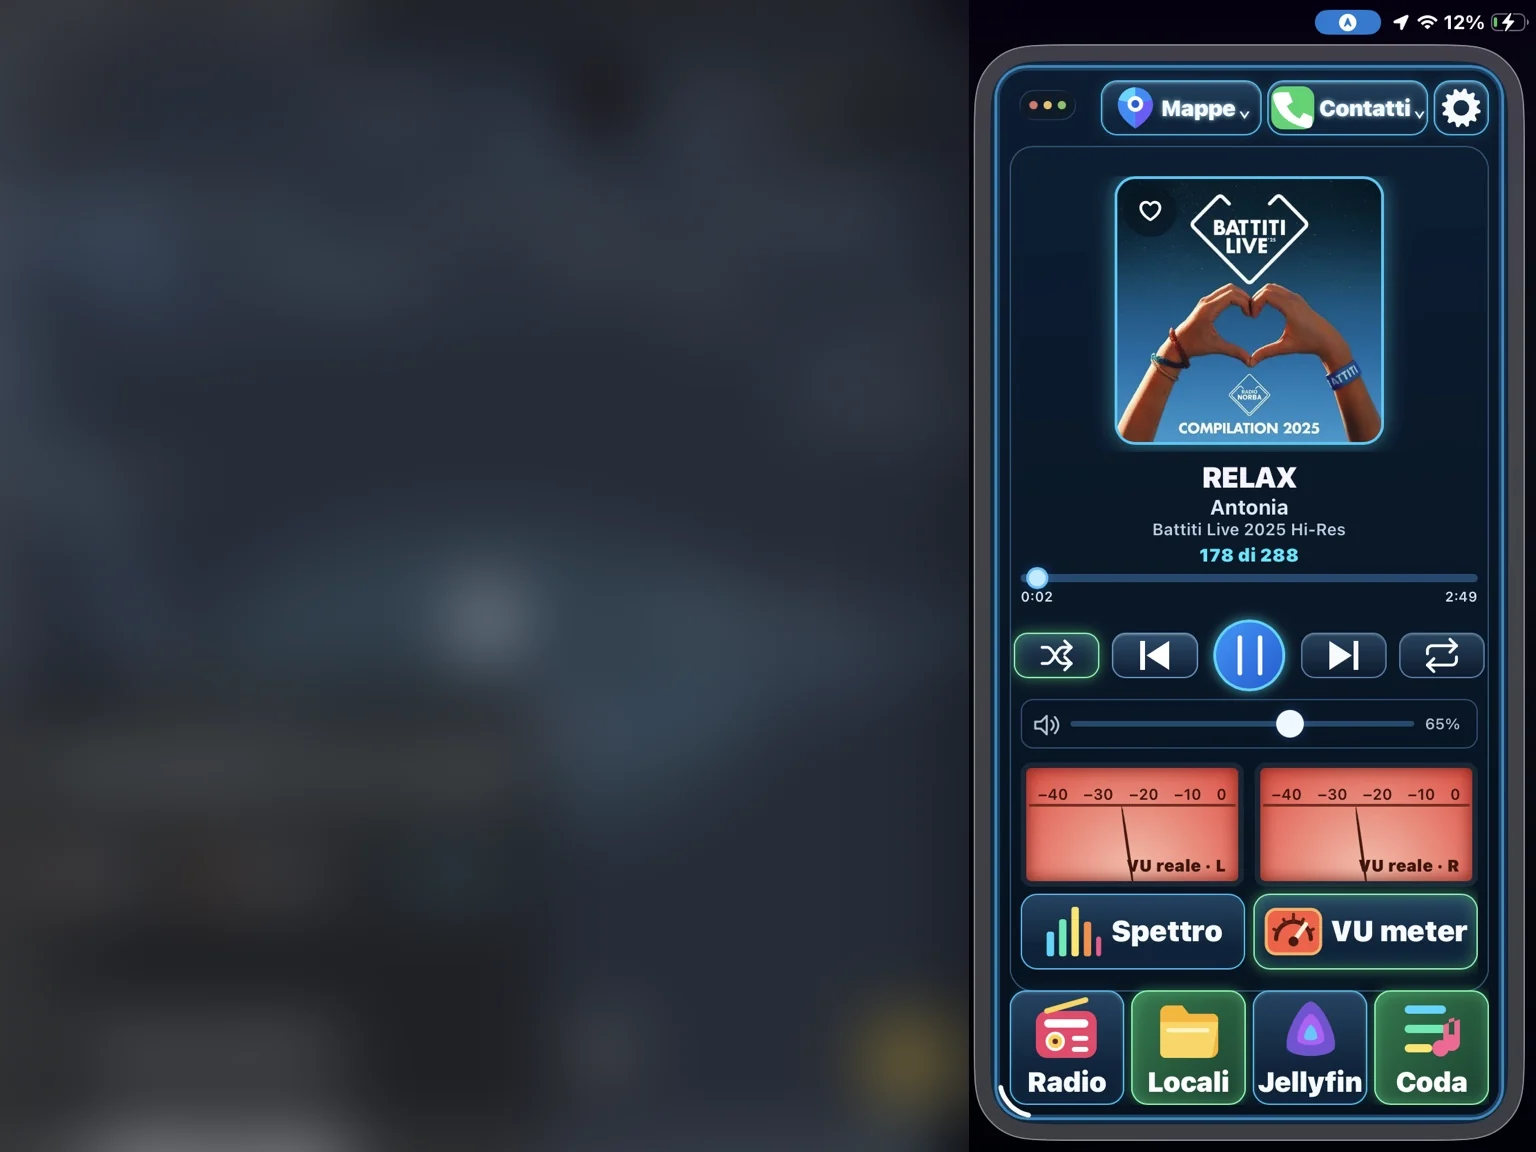 12%
Mappe
Contatti
BATTITI
LIVE '25
BATTITI
RADIO
NORBA
COMPILATION 2025
RELAX
Antonia
Battiti Live 2025 Hi-Res
178 di 288
0:02
2:49
65%
−40 −30 −20 −10 0
VU reale · L
−40 −30 −20 −10 0
VU reale · R
Spettro
VU meter
Radio
Locali
Jellyfin
Coda